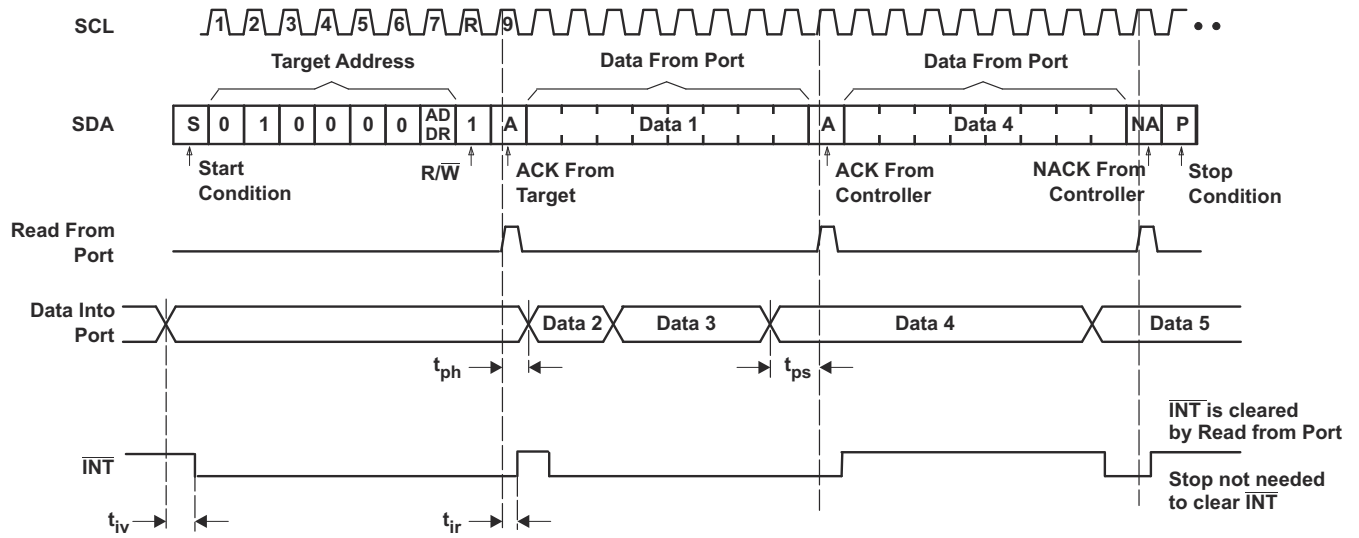 SCL
1 2 3 4 5 6 7 R 9
Target Address
Data From Port
Data From Port
SDA
S 0 1 0 0 0 0 AD DR 1 A Data 1 A Data 4 NA P
Start
Condition
R/W̅
ACK From
Target
ACK From
Controller
NACK From
Controller
Stop
Condition
Read From
Port
Data Into
Port
Data 2
Data 3
Data 4
Data 5
tph
tps
I̅N̅T̅ is cleared
by Read from Port
I̅N̅T̅
Stop not needed
to clear I̅N̅T̅
tiv
tir